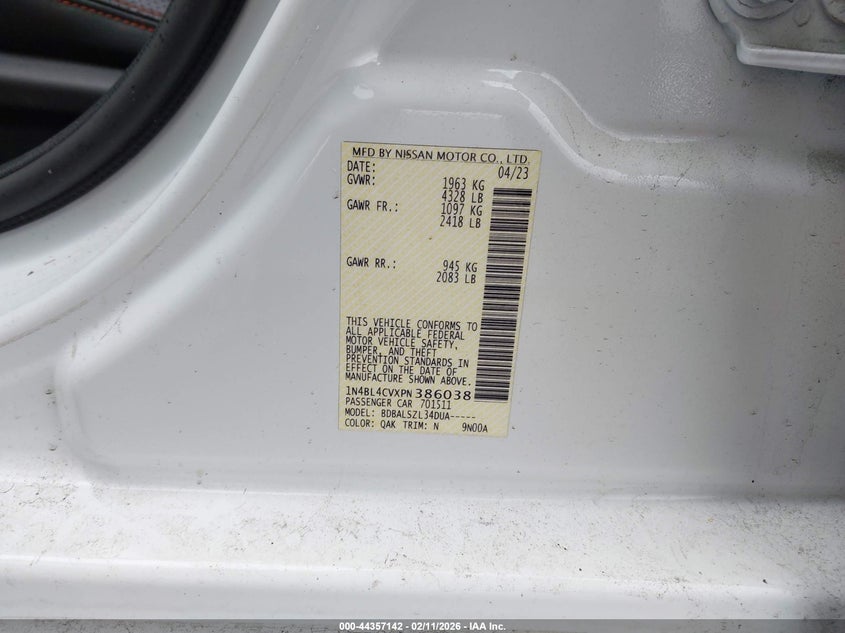 MFD BY NISSAN MOTOR CO., LTD.
DATE: 04/23
GVWR: 1963 KG
4328 LB
GAWR FR.: 1097 KG
2418 LB
GAWR RR.: 945 KG
2083 LB
THIS VEHICLE CONFORMS TO
ALL APPLICABLE FEDERAL
MOTOR VEHICLE SAFETY,
BUMPER, AND THEFT
PREVENTION STANDARDS IN
EFFECT ON THE DATE OF
MANUFACTURE SHOWN ABOVE.
1N4BL4CVXPN386038
PASSENGER CAR 701511
MODEL: BDBALSZL34DUA-----
COLOR: QAK TRIM: N 9N00A
000-44357142 - 02/11/2026 - IAA Inc.